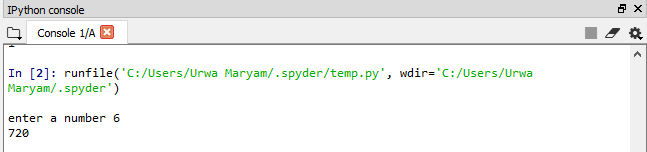 IPython console
Console 1/A
In [2]: runfile('C:/Users/Urwa Maryam/.spyder/temp.py', wdir='C:/Users/Urwa
Maryam/.spyder')
enter a number 6
720